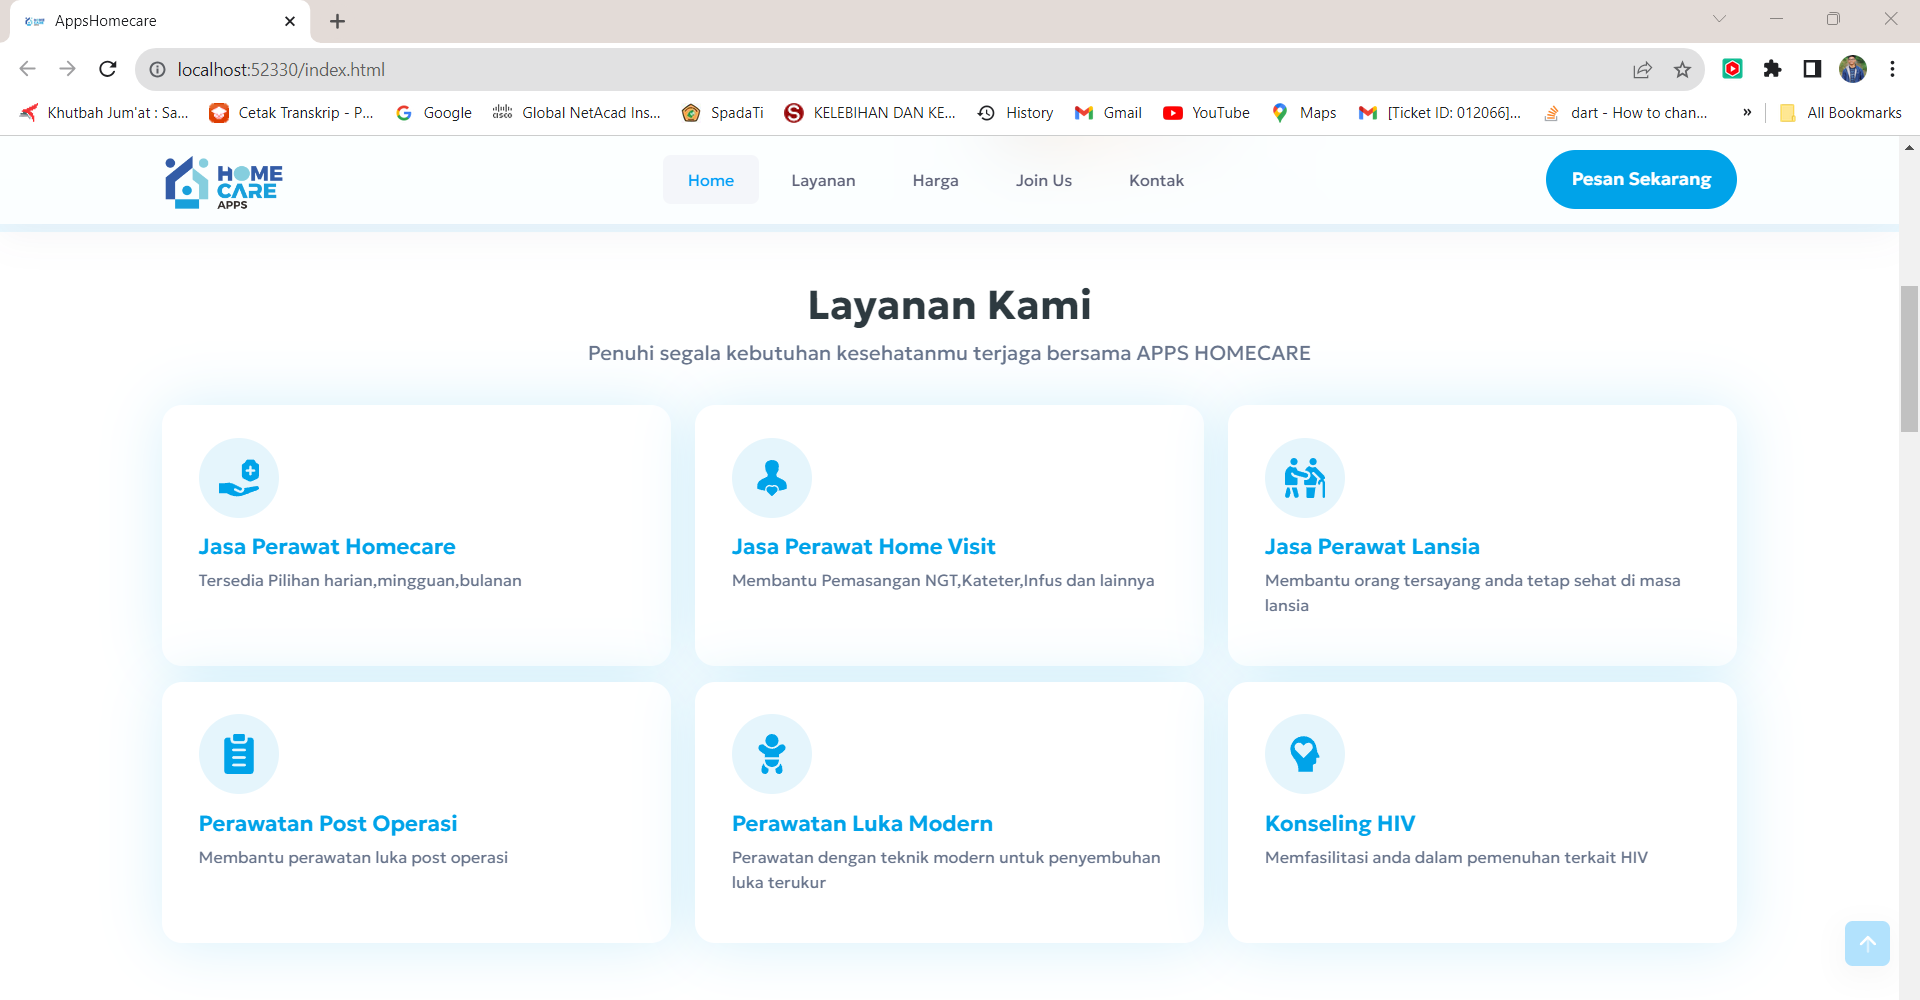 AppsHomecare
localhost:52330/index.html
Khutbah Jum'at : Sa...
Cetak Transkrip - P...
Google
Global NetAcad Ins...
SpadaTi
KELEBIHAN DAN KE...
History
Gmail
YouTube
Maps
[Ticket ID: 012066]...
dart - How to chan...
»
All Bookmarks
HOME
CARE
APPS
Home
Layanan
Harga
Join Us
Kontak
Pesan Sekarang
Layanan Kami
Penuhi segala kebutuhan kesehatanmu terjaga bersama APPS HOMECARE
Jasa Perawat Homecare
Tersedia Pilihan harian,mingguan,bulanan
Jasa Perawat Home Visit
Membantu Pemasangan NGT,Kateter,Infus dan lainnya
Jasa Perawat Lansia
Membantu orang tersayang anda tetap sehat di masa
lansia
Perawatan Post Operasi
Membantu perawatan luka post operasi
Perawatan Luka Modern
Perawatan dengan teknik modern untuk penyembuhan
luka terukur
Konseling HIV
Memfasilitasi anda dalam pemenuhan terkait HIV